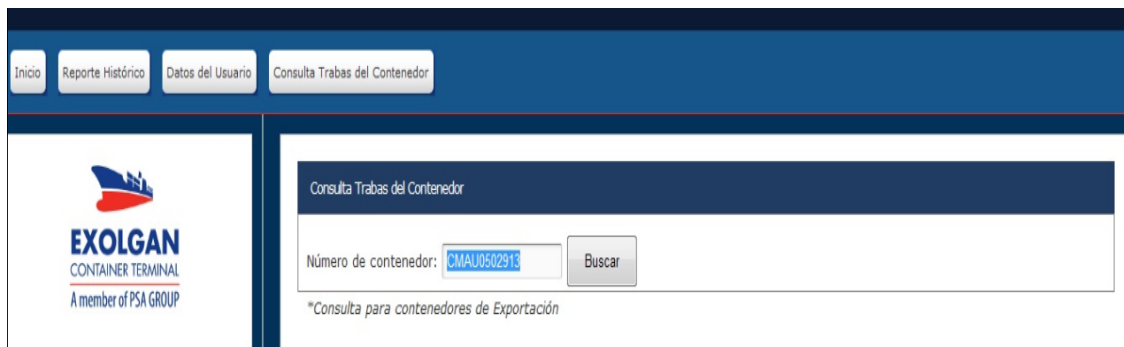 Inicio
Reporte Histórico
Datos del Usuario
Consulta Trabas del Contenedor
EXOLGAN
CONTAINER TERMINAL
A member of PSA GROUP
Consulta Trabas del Contenedor
Número de contenedor: CMAU0502913 Buscar
*Consulta para contenedores de Exportación